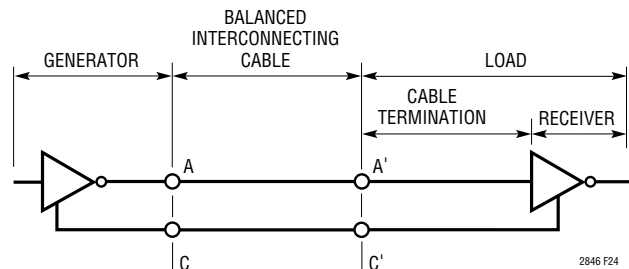 BALANCED
INTERCONNECTING
CABLE
GENERATOR
LOAD
CABLE
TERMINATION
RECEIVER
A
A'
C
C'
2846 F24